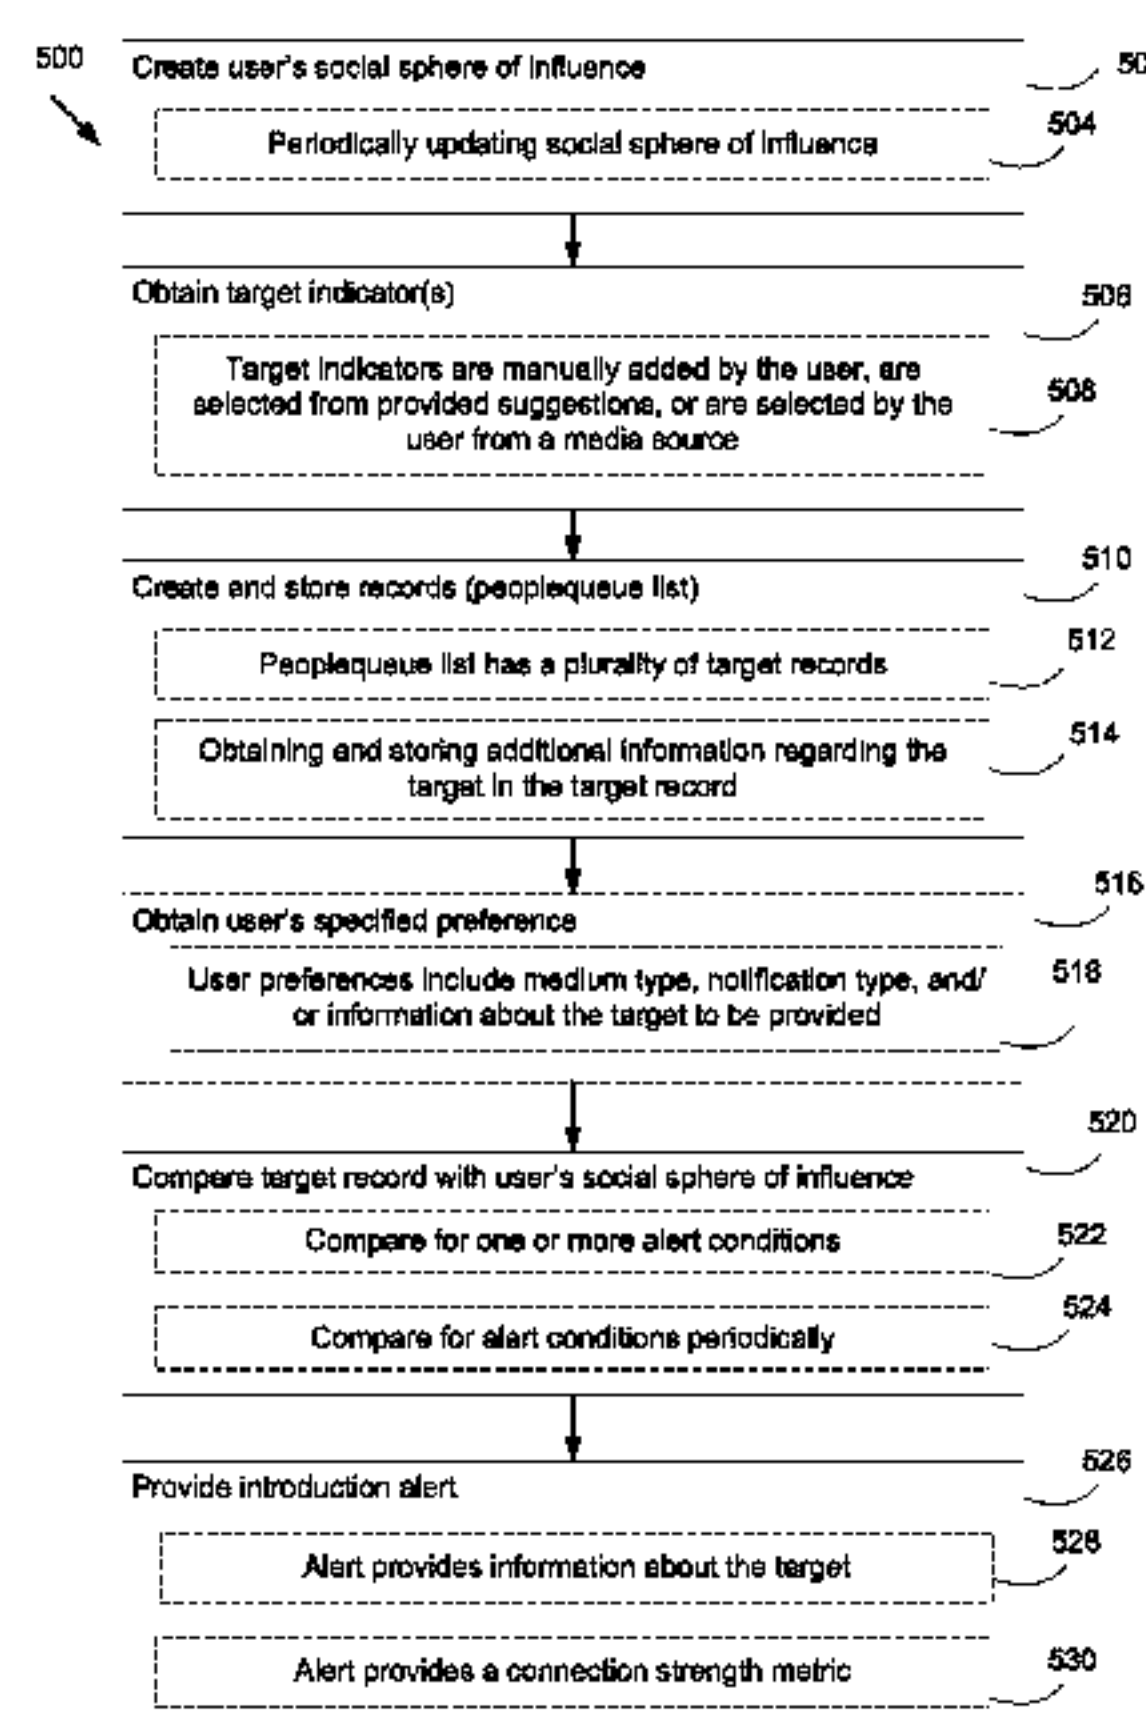 500
Create user's social sphere of influence
50
Periodically updating social sphere of influence
504
Obtain target indicator(s)
506
Target indicators are manually added by the user, are
selected from provided suggestions, or are selected by the
user from a media source
508
Create and store records (peoplequeue list)
510
Peoplequeue list has a plurality of target records
512
Obtaining and storing additional information regarding the
target in the target record
514
Obtain user's specified preference
516
User preferences include medium type, notification type, and/
or information about the target to be provided
518
Compare target record with user's social sphere of influence
520
Compare for one or more alert conditions
522
Compare for alert conditions periodically
524
Provide introduction alert
526
Alert provides information about the target
528
Alert provides a connection strength metric
530